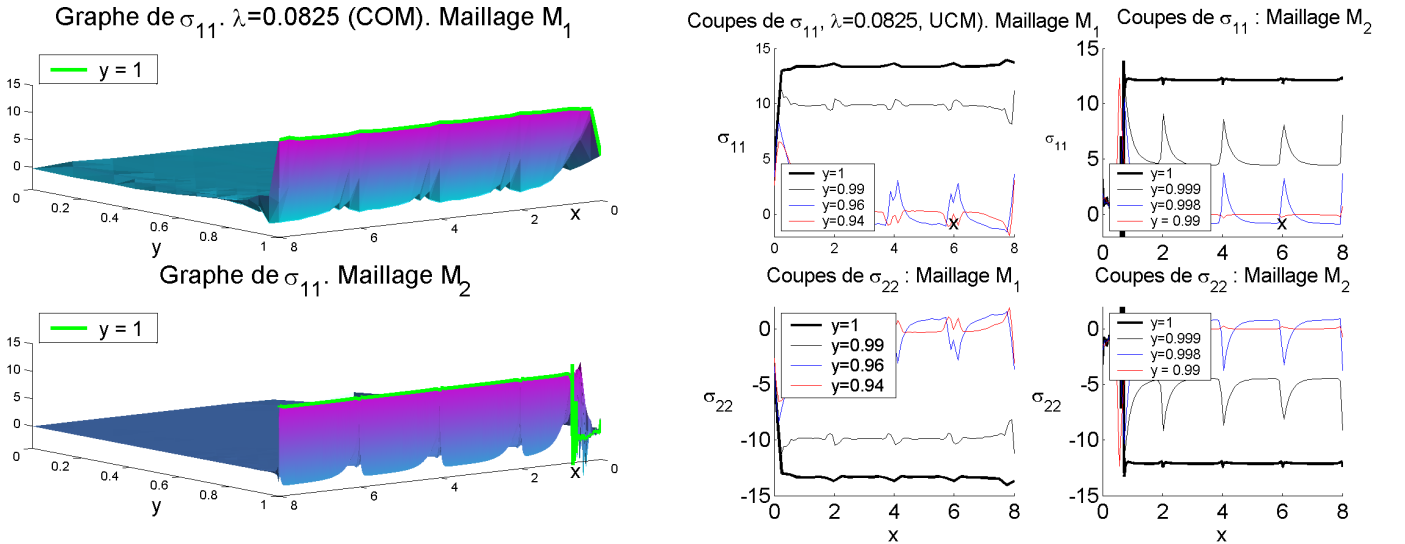 Graphe de σ11. λ=0.0825 (COM). Maillage M1
y = 1
15
10
5
0
0
0.2
0.4
0.6
0.8
1
y
8
6
4
2
0
x
Graphe de σ11. Maillage M2
y = 1
15
10
5
0
0
0.2
0.4
0.6
0.8
1
y
8
6
4
2
0
x
Coupes de σ11, λ=0.0825, UCM). Maillage M1
15
10
5
0
σ11
y=1
y=0.99
y=0.96
y=0.94
x
0
2
4
6
8
Coupes de σ11 : Maillage M2
15
10
5
0
σ11
y=1
y=0.999
y=0.998
y = 0.99
x
0
2
4
6
8
Coupes de σ22 : Maillage M1
0
-5
-10
-15
σ22
y=1
y=0.99
y=0.96
y=0.94
0
2
4
6
8
x
Coupes de σ22: Maillage M2
0
-5
-10
-15
σ22
y=1
y=0.999
y=0.998
y = 0.99
0
2
4
6
8
x